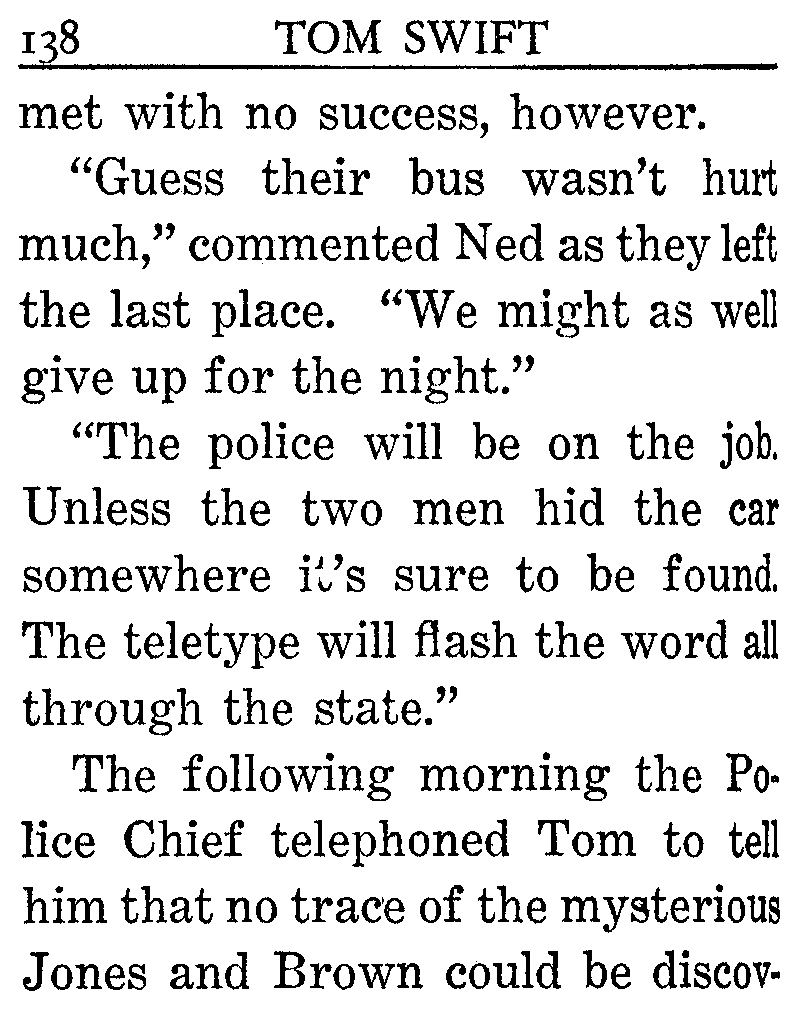 138 TOM SWIFT
met with no success, however.
“Guess their bus wasn’t hurt
much,” commented Ned as they left
the last place. “We might as well
give up for the night.”
“The police will be on the job.
Unless the two men hid the car
somewhere it’s sure to be found.
The teletype will flash the word all
through the state.”
The following morning the Po-
lice Chief telephoned Tom to tell
him that no trace of the mysterious
Jones and Brown could be discov-